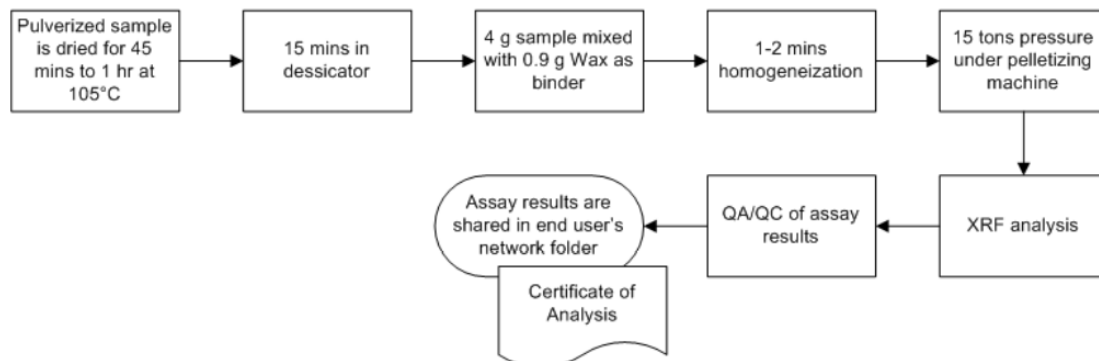 Pulverized sample
is dried for 45
mins to 1 hr at
105°C
15 mins in
dessicator
4 g sample mixed
with 0.9 g Wax as
binder
1-2 mins
homogeneization
15 tons pressure
under pelletizing
machine
XRF analysis
QA/QC of assay
results
Assay results are
shared in end user's
network folder
Certificate of
Analysis